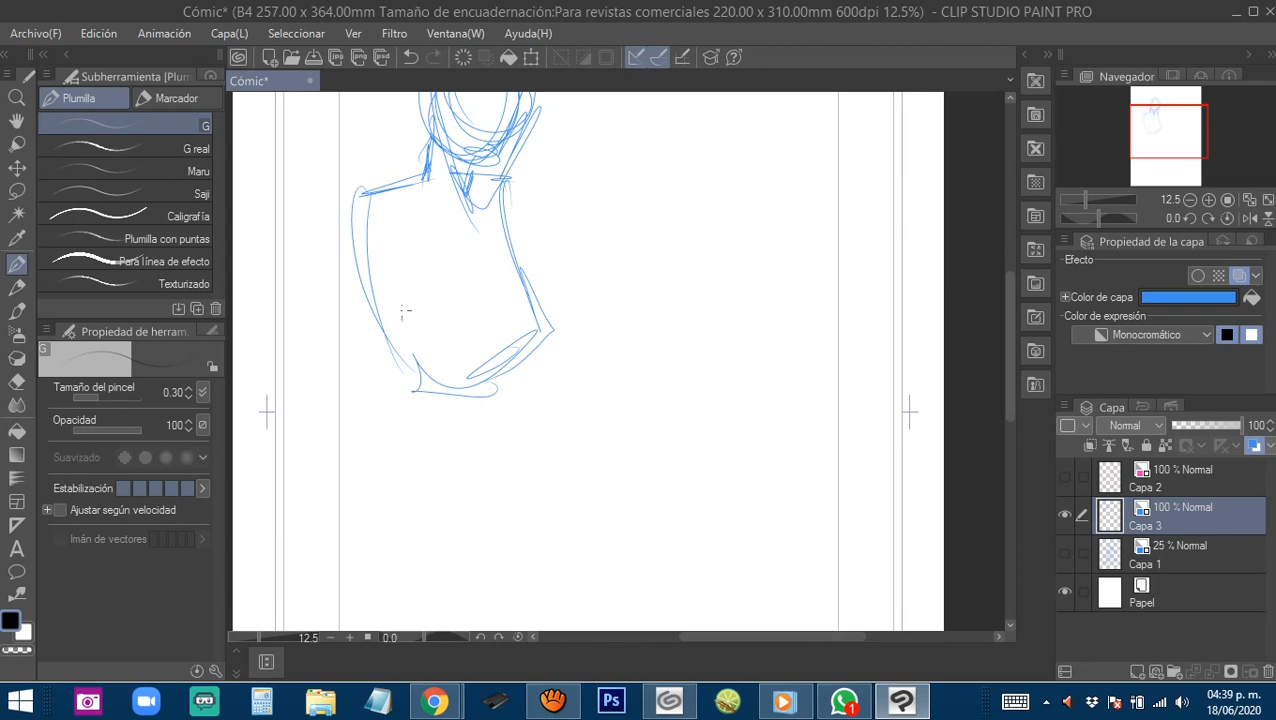 Cómic* (B4 257.00 x 364.00mm Tamaño de encuadernación:Para revistas comerciales 220.00 x 310.00mm 600dpi 12.5%) - CLIP STUDIO PAINT PRO
Archivo(F) Edición Animación Capa(L) Seleccionar Ver Filtro Ventana(W) Ayuda(H)
Subherramienta (Plum
Cómic*
Navegador
Plumilla Marcador
G
G real
Maru
Saji
Caligrafía
Plumilla con puntas
Para línea de efecto
Texturizado
Propiedad de herram
G
Tamaño del pincel 0.30
Opacidad 100
Suavizado
Estabilización
Ajustar según velocidad
Imán de vectores
12.5
0.0
Propiedad de la capa
Efecto
Color de capa
Color de expresión
Monocromático
Capa
Normal 100
100 % Normal
Capa 2
100 % Normal
Capa 3
25 % Normal
Capa 1
Papel
12.5 0.0
Ps
1
04:39 p. m.
18/06/2020